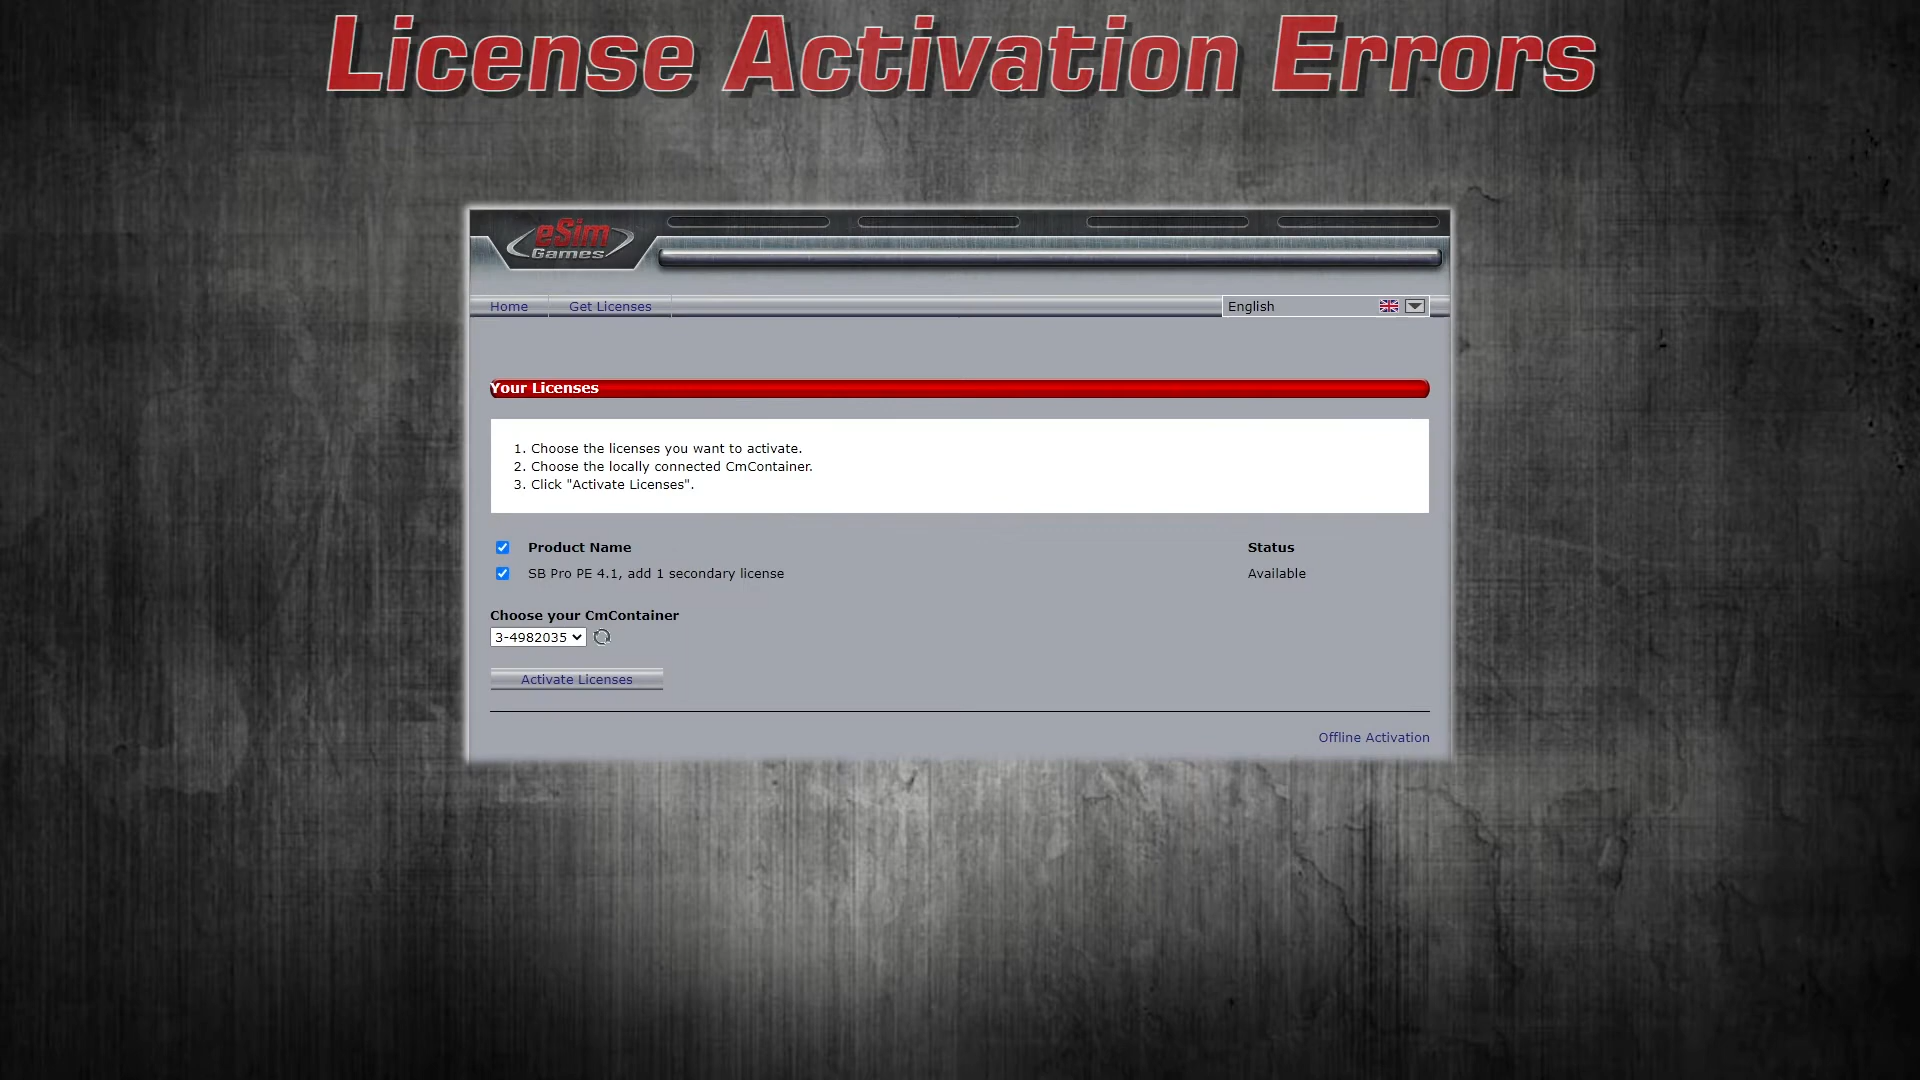 License Activation Errors
eSim
Games
Home
Get Licenses
English
Your Licenses
1. Choose the licenses you want to activate.
2. Choose the locally connected CmContainer.
3. Click "Activate Licenses".
Product Name
Status
SB Pro PE 4.1, add 1 secondary license
Available
Choose your CmContainer
3-4982035
Activate Licenses
Offline Activation